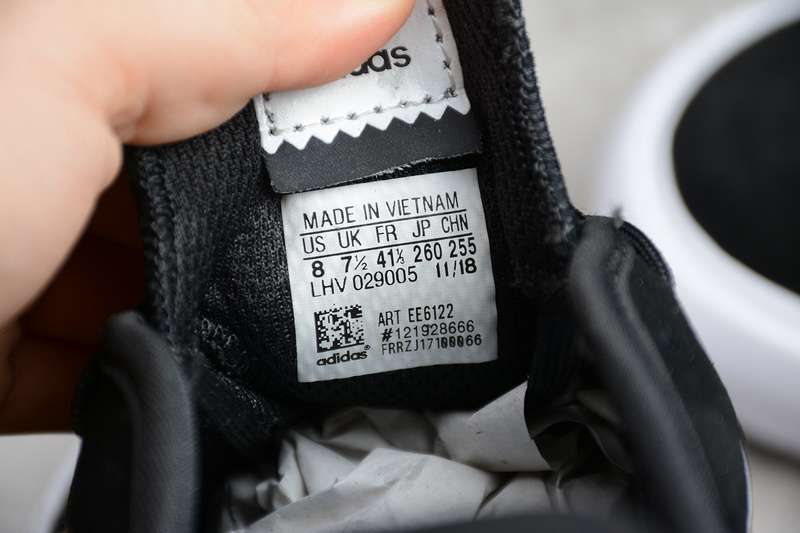 adidas
MADE IN VIETNAM
US UK FR JP CHN
8 7½ 41⅓ 260 255
LHV 029005 11/18
ART EE6122
#121928666
FRRZJ17100066
adidas®